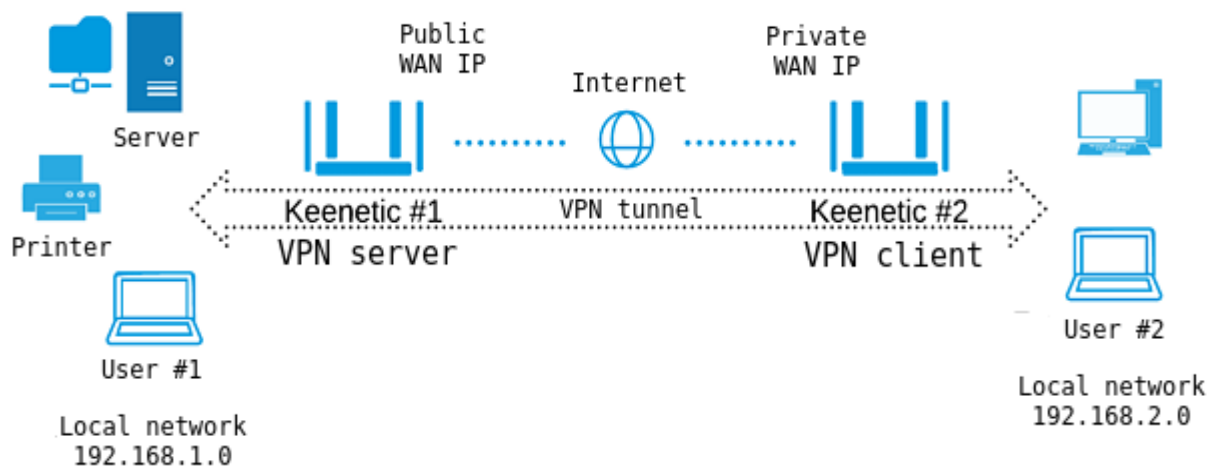 Public
WAN IP
Private
WAN IP
Internet
Server
Keenetic #1
VPN tunnel
Keenetic #2
Printer
VPN server
VPN client
User #1
User #2
Local network
192.168.1.0
Local network
192.168.2.0